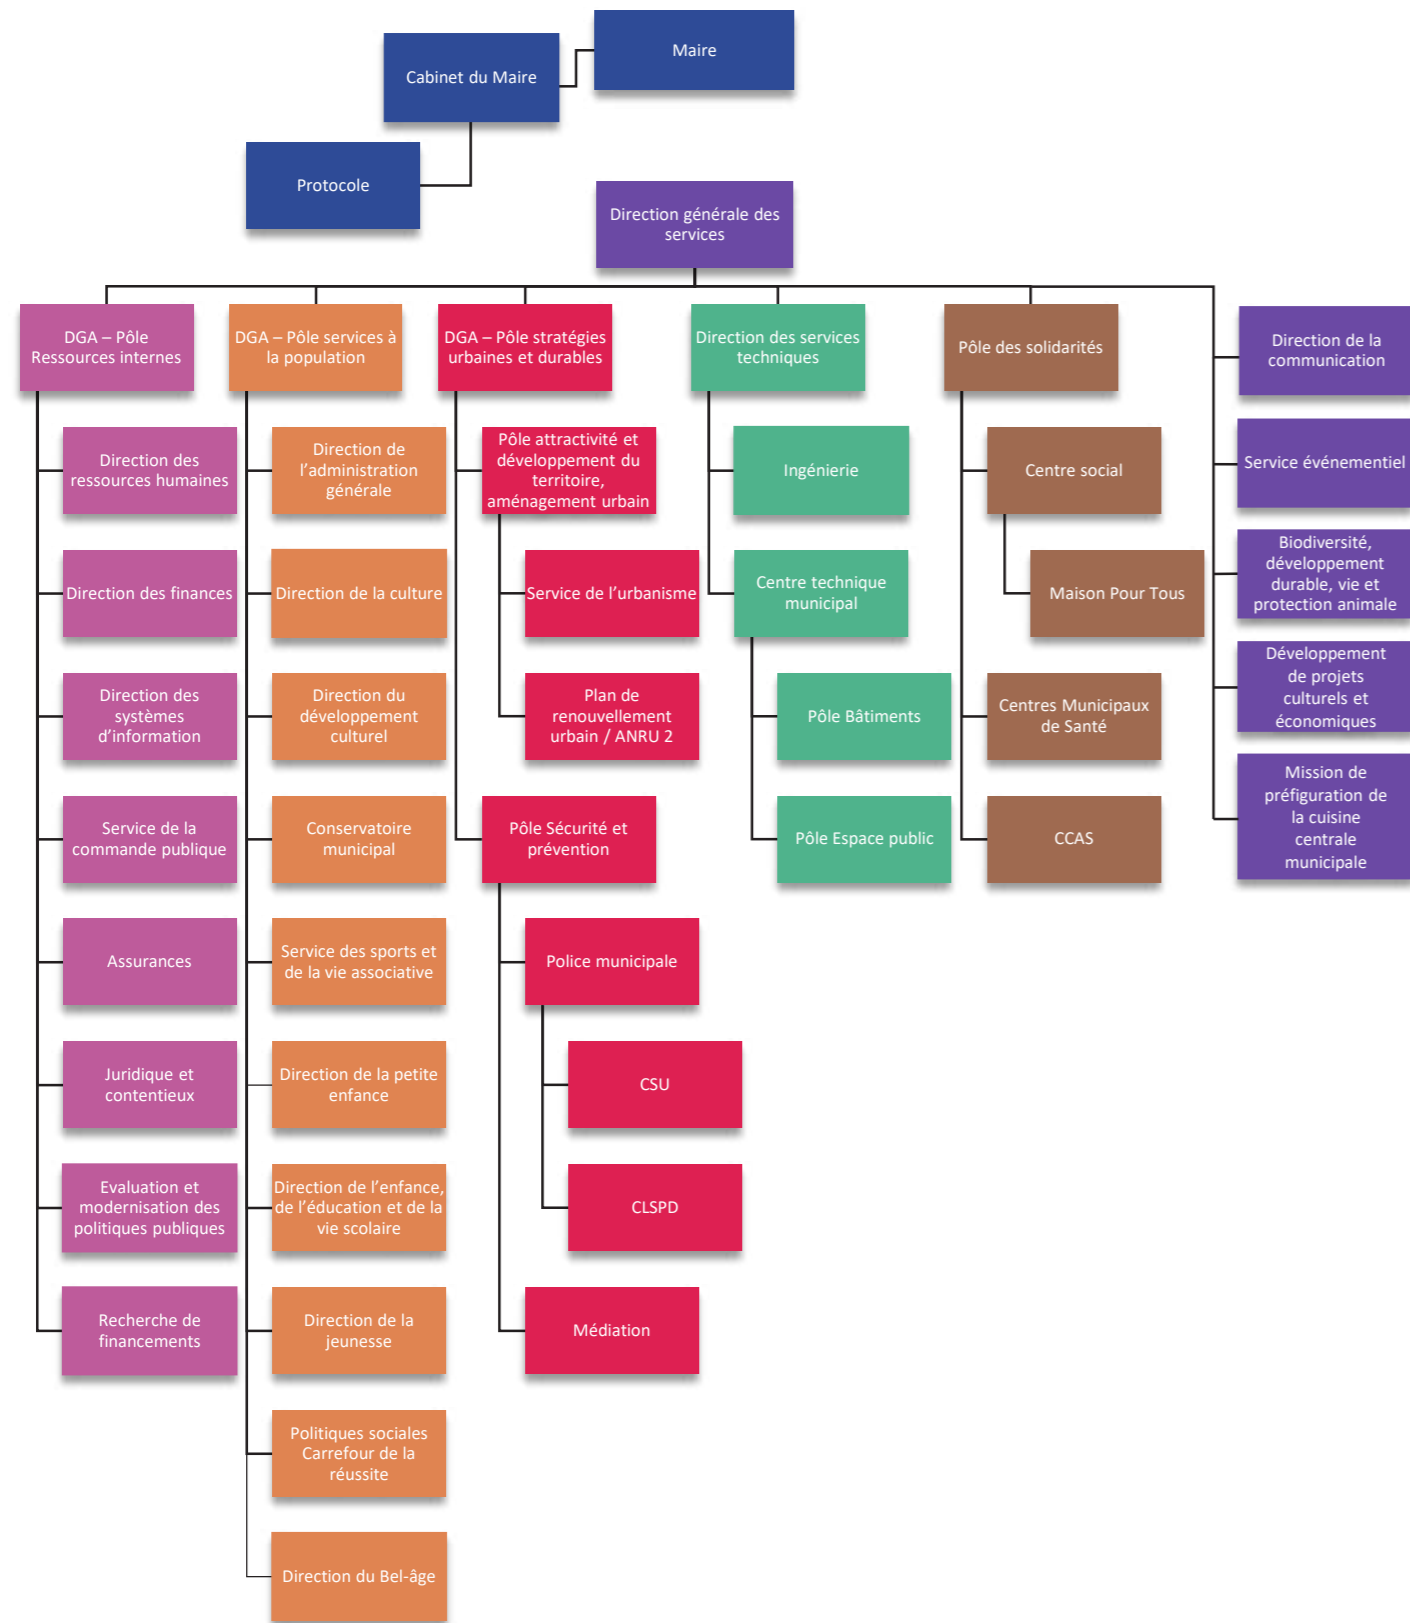 Maire
Cabinet du Maire
Protocole
Direction générale des
services
DGA – Pôle
Ressources internes
Direction des
ressources humaines
Direction des finances
Direction des
systèmes
d’information
Service de la
commande publique
Assurances
Juridique et
contentieux
Evaluation et
modernisation des
politiques publiques
Recherche de
financements
DGA – Pôle services à
la population
Direction de
l’administration
générale
Direction de la culture
Direction du
développement
culturel
Conservatoire
municipal
Service des sports et
de la vie associative
Direction de la petite
enfance
Direction de l’enfance,
de l’éducation et de la
vie scolaire
Direction de la
jeunesse
Politiques sociales
Carrefour de la
réussite
Direction du Bel-âge
DGA – Pôle stratégies
urbaines et durables
Pôle attractivité et
développement du
territoire,
aménagement urbain
Service de l’urbanisme
Plan de
renouvellement
urbain / ANRU 2
Pôle Sécurité et
prévention
Police municipale
CSU
CLSPD
Médiation
Direction des services
techniques
Ingénierie
Centre technique
municipal
Pôle Bâtiments
Pôle Espace public
Pôle des solidarités
Centre social
Maison Pour Tous
Centres Municipaux
de Santé
CCAS
Direction de la
communication
Service événementiel
Biodiversité,
développement
durable, vie et
protection animale
Développement
de projets
culturels et
économiques
Mission de
préfiguration de
la cuisine
centrale
municipale